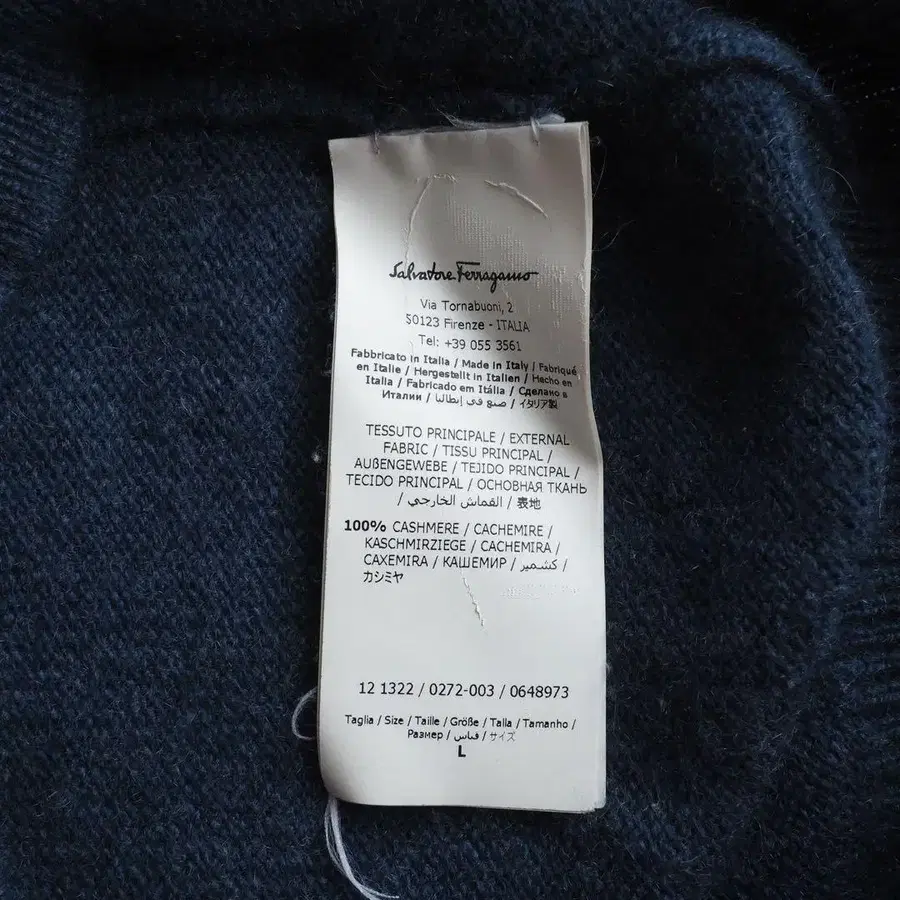 Salvatore Ferragamo
Via Tornabuoni, 2
50123 Firenze - ITALIA
Tel: +39 055 3561
Fabbricato in Italia / Made in Italy / Fabriqué
en Italie / Hergestellt in Italien / Hecho en
Italia / Fabricado em Itália / Сделано в
Италии / صنع في إيطاليا / イタリア製
TESSUTO PRINCIPALE / EXTERNAL
FABRIC / TISSU PRINCIPAL /
AUßENGEWEBE / TEJIDO PRINCIPAL /
TECIDO PRINCIPAL / ОСНОВНАЯ ТКАНЬ
/ القماش الخارجي / 表地
100% CASHMERE / CACHEMIRE /
KASCHMIRZIEGE / CACHEMIRA /
CAXEMIRA / КАШЕМИР / كشمير /
カシミヤ
12 1322 / 0272-003 / 0648973
Taglia / Size / Taille / Größe / Talla / Tamanho /
Размер / قياس / サイズ
L